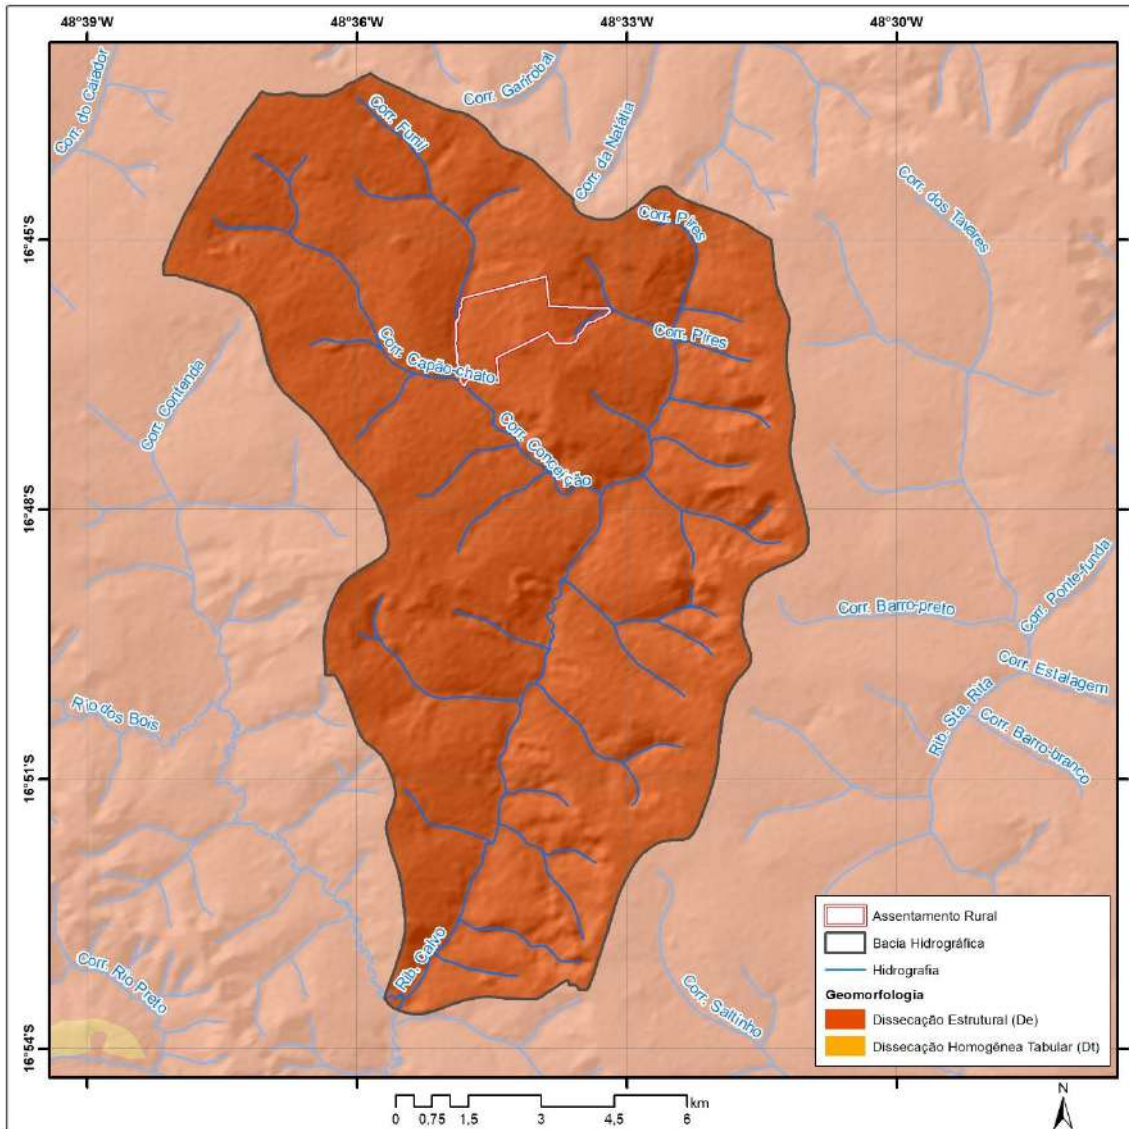 48°39'W
48°36'W
48°33'W
48°30'W
Corr. do Caiador
Corr. Garirobal
Corr. Funil
Corr. da Natália
Corr. dos Tavares
Corr. Pires
16°45'S
Corr. Pires
Corr. Capão-chato
Corr. Contenda
Corr. Conceição
16°48'S
Corr. Ponte-funda
Corr. Barro-preto
Corr. Estalagem
Rio dos Bois
Rib. Sta. Rita
Corr. Barro-branco
16°51'S
Rib. Calvo
Corr. Rio Preto
Corr. Saltinho
16°54'S
Assentamento Rural
Bacia Hidrográfica
Hidrografia
Geomorfologia
Dissecação Estrutural (De)
Dissecação Homogênea Tabular (Dt)
km
0 0,75 1,5 3 4,5 6
N